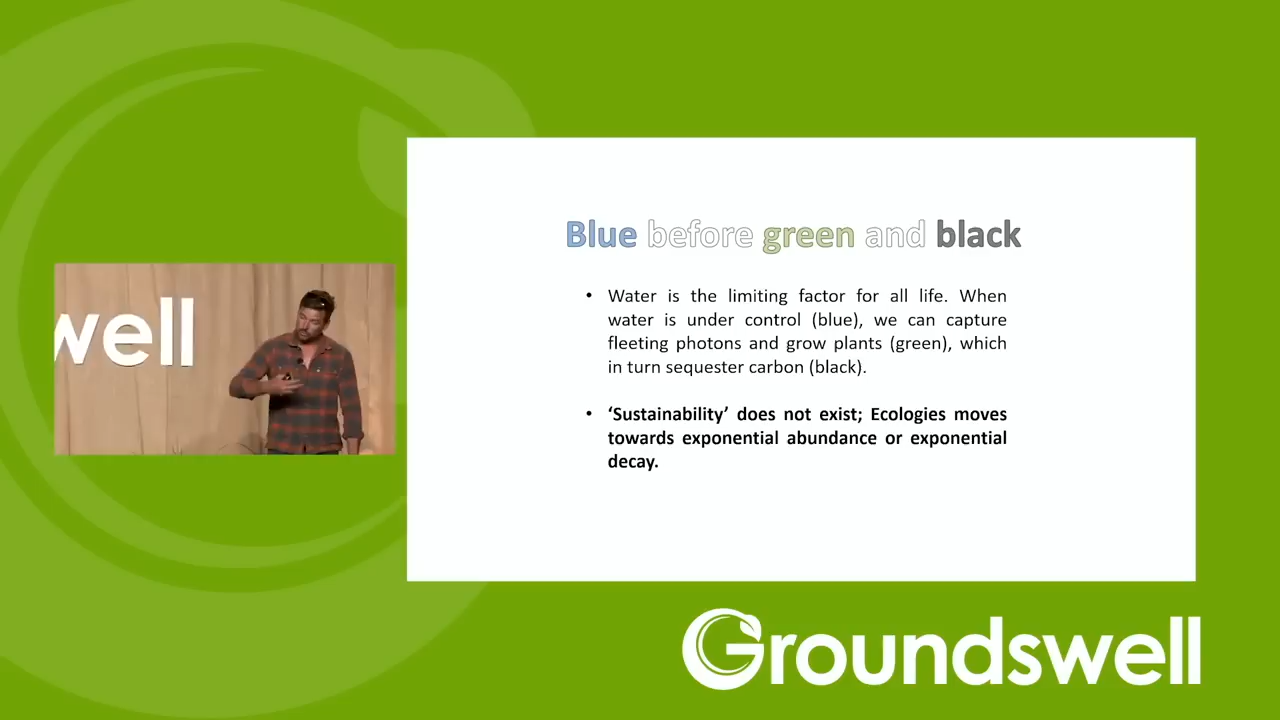 Blue before green and black
• Water is the limiting factor for all life. When
water is under control (blue), we can capture
fleeting photons and grow plants (green), which
in turn sequester carbon (black).
• ‘Sustainability’ does not exist; Ecologies moves
towards exponential abundance or exponential
decay.
well
Groundswell